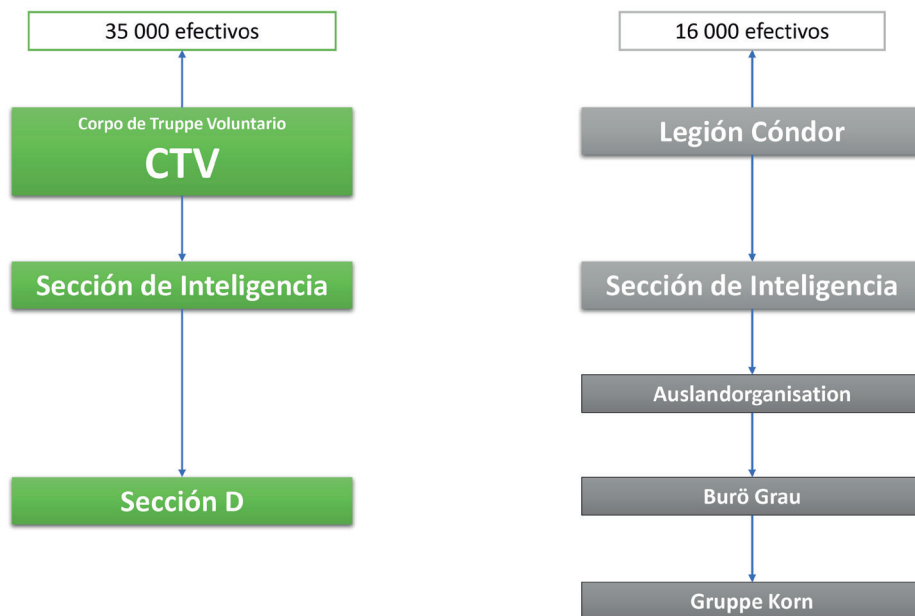 35 000 efectivos
Corpo de Truppe Voluntario
CTV
Sección de Inteligencia
Sección D
16 000 efectivos
Legión Cóndor
Sección de Inteligencia
Auslandorganisation
Burö Grau
Gruppe Korn